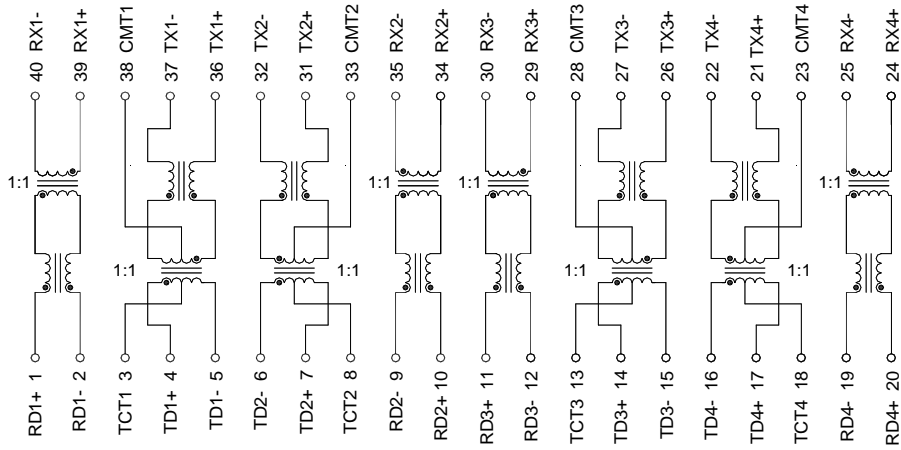 40 RX1-
39 RX1+
38 CMT1
37 TX1-
36 TX1+
32 TX2-
31 TX2+
33 CMT2
35 RX2-
34 RX2+
30 RX3-
29 RX3+
28 CMT3
27 TX3-
26 TX3+
22 TX4-
21 TX4+
23 CMT4
25 RX4-
24 RX4+
1:1
1:1
1:1
1:1
1:1
1:1
1:1
1:1
RD1+ 1
RD1- 2
TCT1 3
TD1+ 4
TD1- 5
TD2- 6
TD2+ 7
TCT2 8
RD2- 9
RD2+ 10
RD3+ 11
RD3- 12
TCT3 13
TD3+ 14
TD3- 15
TD4- 16
TD4+ 17
TCT4 18
RD4- 19
RD4+ 20